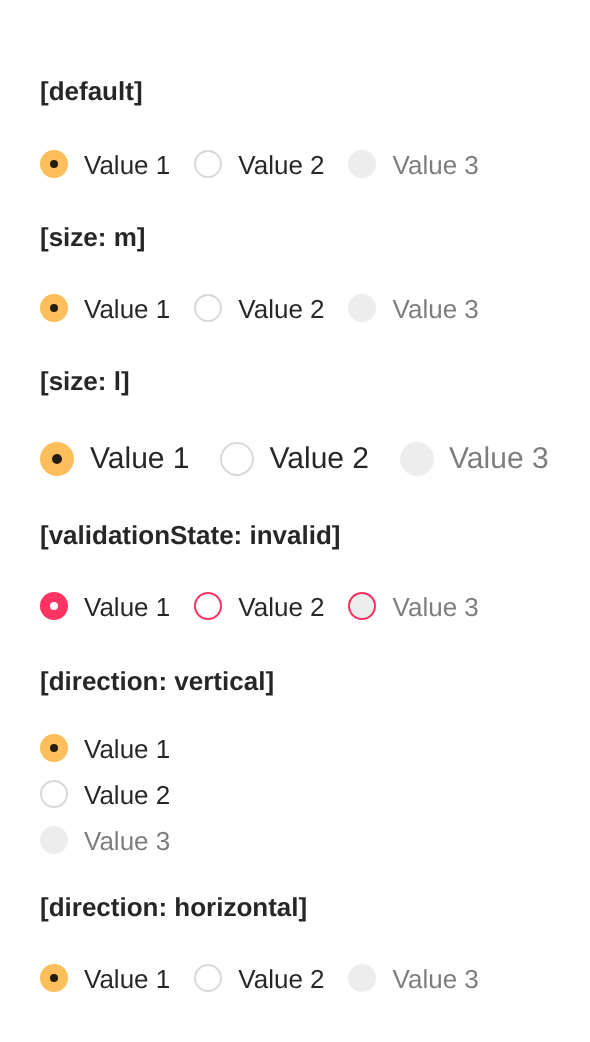 [default]
Value 1 Value 2 Value 3
[size: m]
Value 1 Value 2 Value 3
[size: l]
Value 1 Value 2 Value 3
[validationState: invalid]
Value 1 Value 2 Value 3
[direction: vertical]
Value 1
Value 2
Value 3
[direction: horizontal]
Value 1 Value 2 Value 3